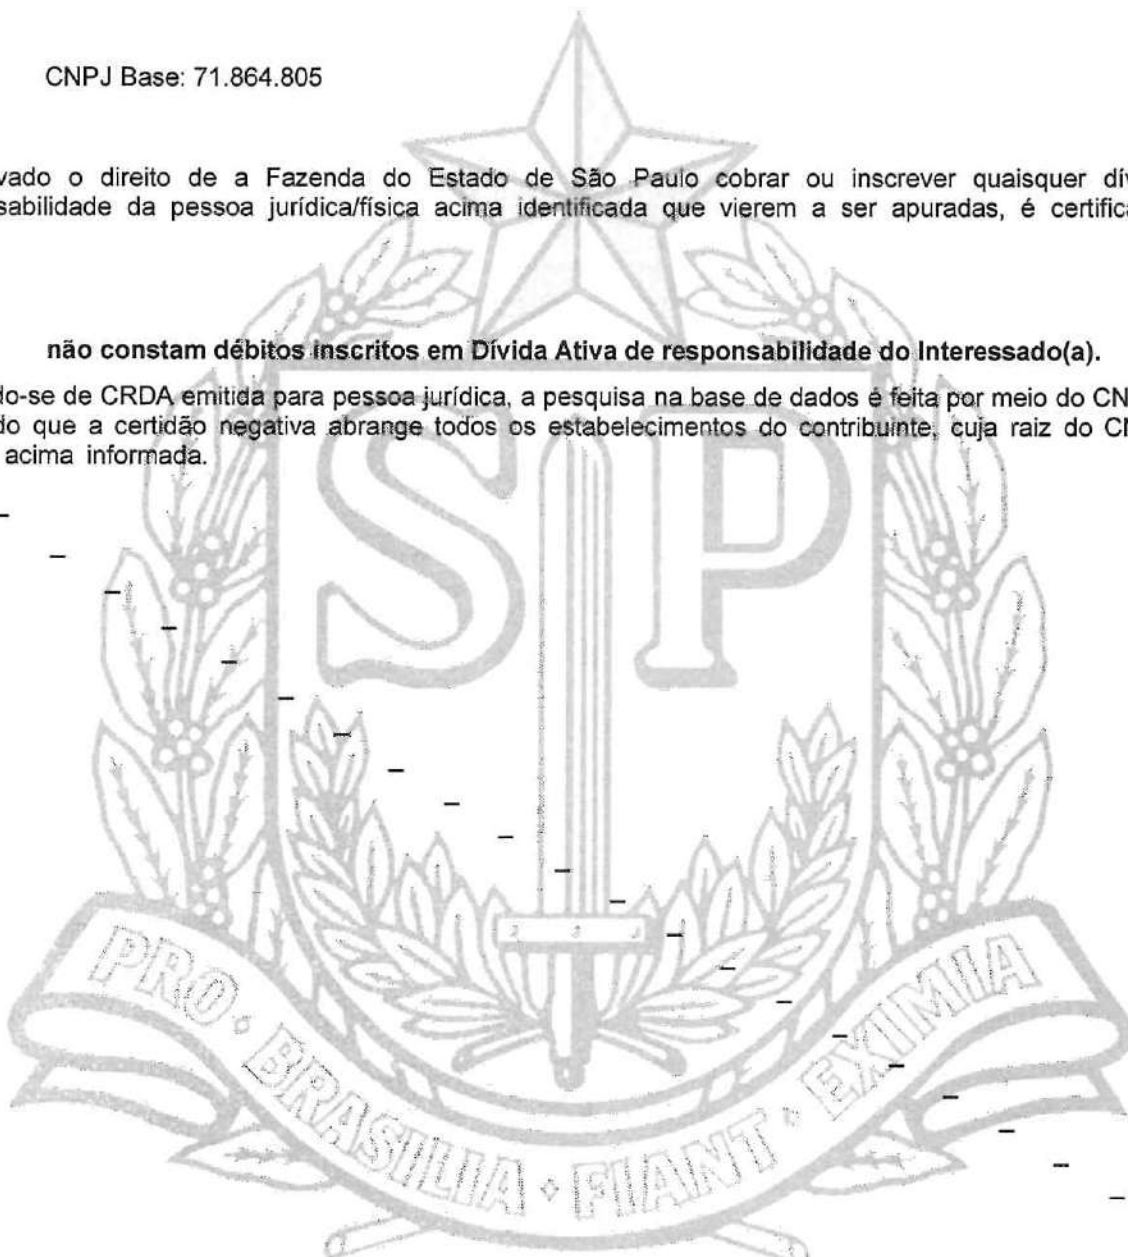 CNPJ Base: 71.864.805
vado o direito de a Fazenda do Estado de São Paulo cobrar ou inscrever quaisquer dív
sabilidade da pessoa jurídica/física acima identificada que vierem a ser apuradas, é certifica
não constam débitos inscritos em Dívida Ativa de responsabilidade do Interessado(a).
do-se de CRDA emitida para pessoa jurídica, a pesquisa na base de dados é feita por meio do CN
do que a certidão negativa abrange todos os estabelecimentos do contribuinte, cuja raiz do CN
acima informada.
SP
PRO BRASILIA FIANT EXIMIA